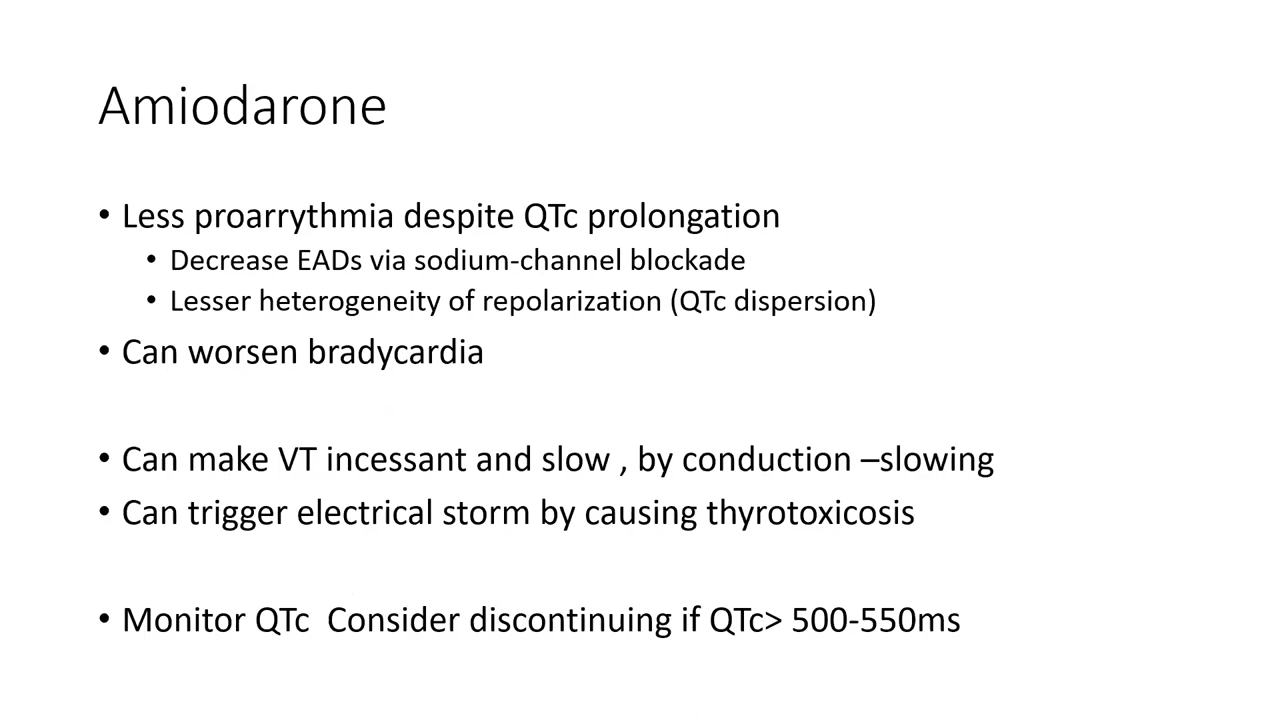 Amiodarone
• Less proarrythmia despite QTc prolongation
• Decrease EADs via sodium-channel blockade
• Lesser heterogeneity of repolarization (QTc dispersion)
• Can worsen bradycardia
• Can make VT incessant and slow , by conduction –slowing
• Can trigger electrical storm by causing thyrotoxicosis
• Monitor QTc  Consider discontinuing if QTc> 500-550ms